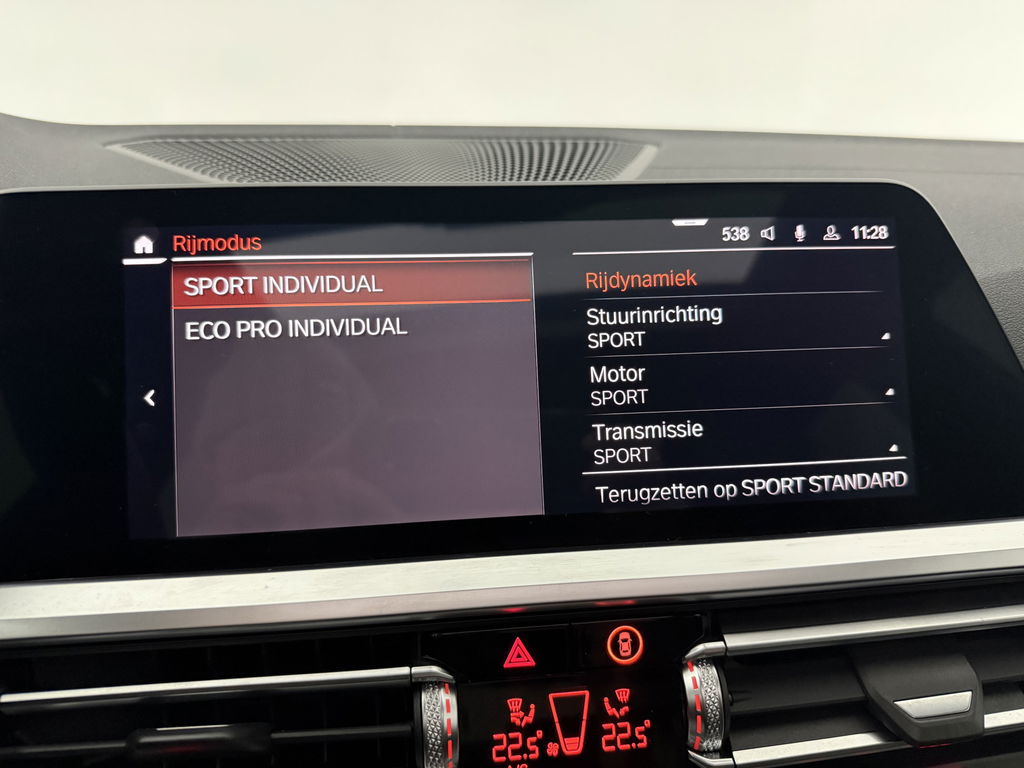 Rijmodus
538 11:28
SPORT INDIVIDUAL
ECO PRO INDIVIDUAL
Rijdynamiek
Stuurinrichting
SPORT
Motor
SPORT
Transmissie
SPORT
Terugzetten op SPORT STANDARD
22.5° 22.5°
A/C